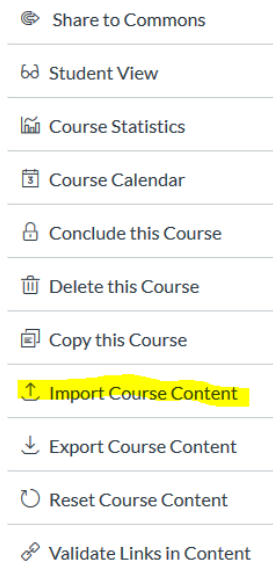 Share to Commons
Student View
Course Statistics
3 Course Calendar
Conclude this Course
Delete this Course
Copy this Course
Import Course Content
Export Course Content
Reset Course Content
Validate Links in Content